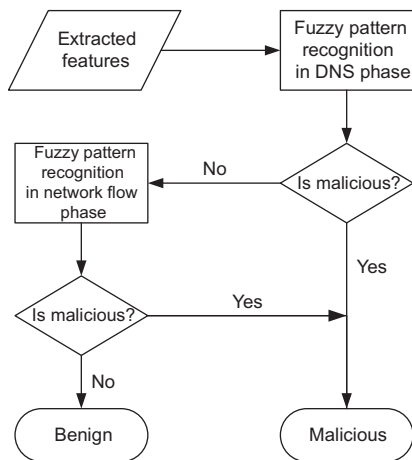 Extracted
features
Fuzzy pattern
recognition
in DNS phase
Fuzzy pattern
recognition
in network flow
phase
No
Is malicious?
Yes
Is malicious?
Yes
No
Benign
Malicious